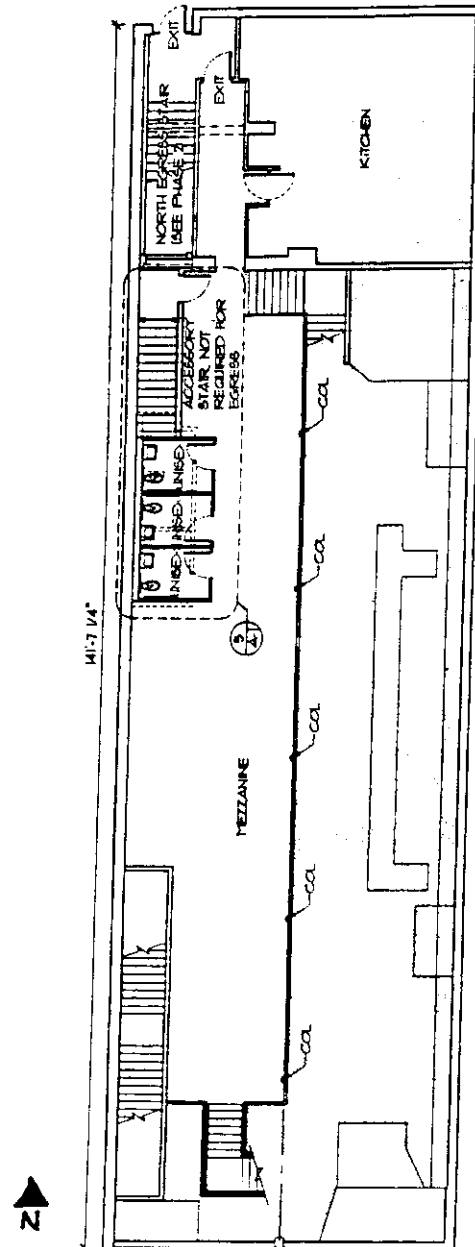 EXIT
NORTH EGRESS STAIR
(SEE PHASE 2)
EXIT
KITCHEN
ACCESSORY
STAIR NOT
REQUIRED FOR
EGRESS
UNISEX
UNISEX
UNISEX
141'-7 1/4"
MEZZANINE
COL
COL
COL
COL
COL
N